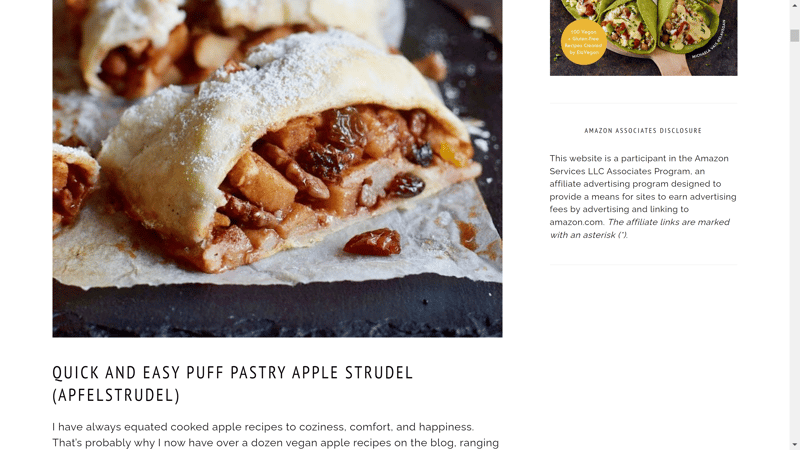 QUICK AND EASY PUFF PASTRY APPLE STRUDEL
(APFELSTRUDEL)
I have always equated cooked apple recipes to coziness, comfort, and happiness.
That's probably why I now have over a dozen vegan apple recipes on the blog, ranging
100 Vegan
+ Gluten-Free
Recipes Created
by ElaVegan
AMAZON ASSOCIATES DISCLOSURE
This website is a participant in the Amazon
Services LLC Associates Program, an
affiliate advertising program designed to
provide a means for sites to earn advertising
fees by advertising and linking to
amazon.com. The affiliate links are marked
with an asterisk (*).